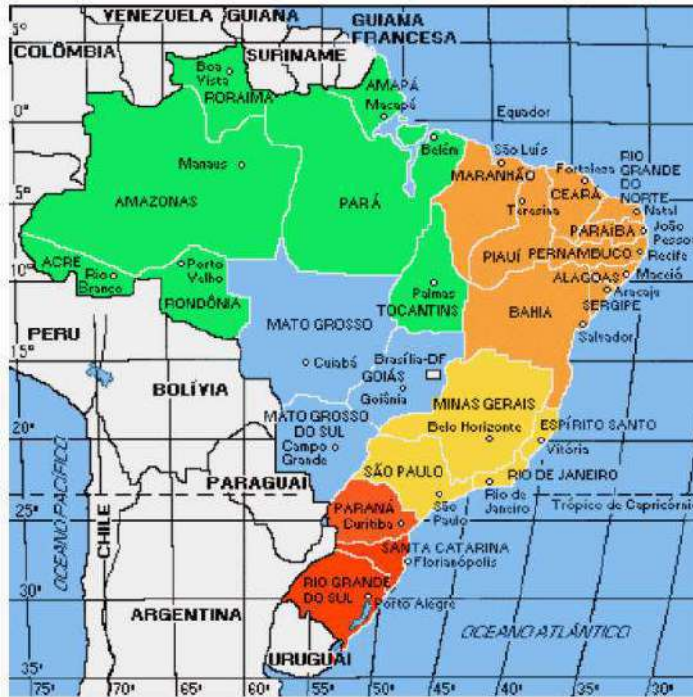 VENEZUELA
GUIANA
GUIANA
FRANCESA
COLÔMBIA
SURINAME
5°
Boa
Vista
RORAIMA
AMAPÁ
Macapá
Equador
0°
Belém
São Luís
Manaus
MARANHÃO
Fortaleza
RIO
GRANDE
DO
NORTE
CEARÁ
AMAZONAS
PARÁ
Teresina
Natal
5°
PARAÍBA
João
Pesso
PIAUÍ
PERNAMBUCO
Recife
ACRE
Rio
Branco
Porto
Velho
RONDÔNIA
Palmas
TOCANTINS
ALAGOAS
Maceió
Aracaju
SERGIPE
10°
BAHIA
Salvador
PERU
MATO GROSSO
Cuiabá
Brasília-DF
GOIÁS
Goiânia
15°
BOLÍVIA
MINAS GERAIS
Belo Horizonte
MATO GROSSO
DO SUL
Campo
Grande
ESPÍRITO SANTO
Vitória
20°
SÃO PAULO
RIO DE JANEIRO
PARAGUAI
São
Paulo
Rio de
Janeiro
Trópico de Capricórnio
OCEANO PACÍFICO
CHILE
PARANÁ
Curitiba
25°
SANTA CATARINA
Florianópolis
RIO GRANDE
DO SUL
30°
Porto Alegre
ARGENTINA
OCEANO ATLÂNTICO
URUGUAI
35°
75°
70°
65°
60°
55°
50°
45°
40°
35°
30°
25°
20°